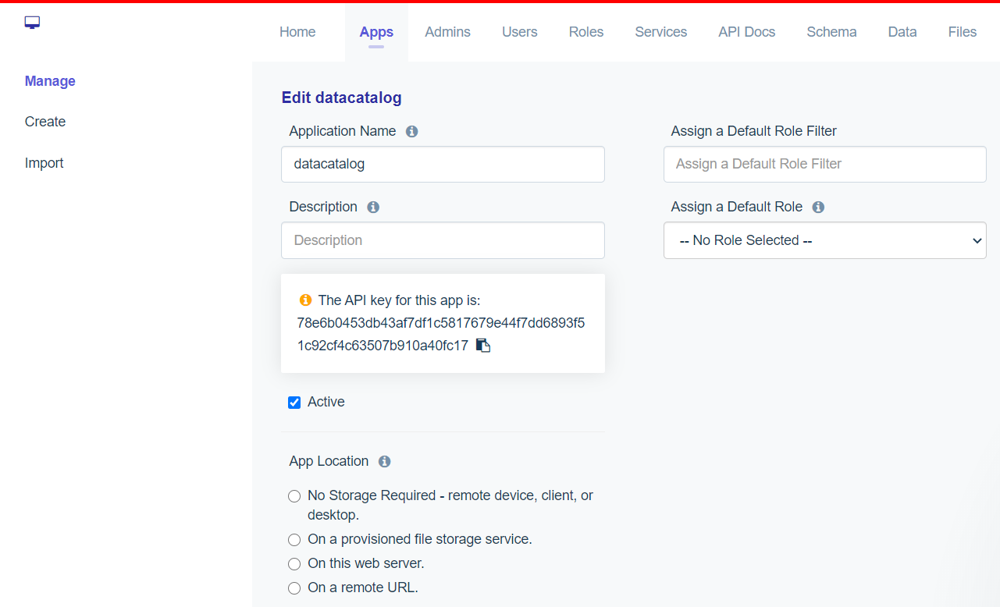 Home Apps Admins Users Roles Services API Docs Schema Data Files
Manage
Create
Import
Edit datacatalog
Application Name
datacatalog
Description
Description
The API key for this app is:
78e6b0453db43af7df1c5817679e44f7dd6893f5
1c92cf4c63507b910a40fc17
Active
App Location
No Storage Required - remote device, client, or
desktop.
On a provisioned file storage service.
On this web server.
On a remote URL.
Assign a Default Role Filter
Assign a Default Role Filter
Assign a Default Role
-- No Role Selected --